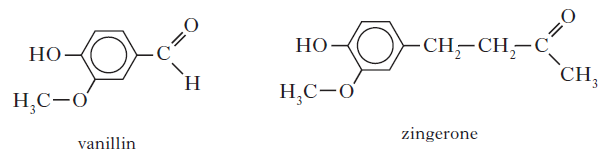 O
HO C
H
H₃C—O
vanillin
O
HO CH₂—CH₂—C
CH₃
H₃C—O
zingerone